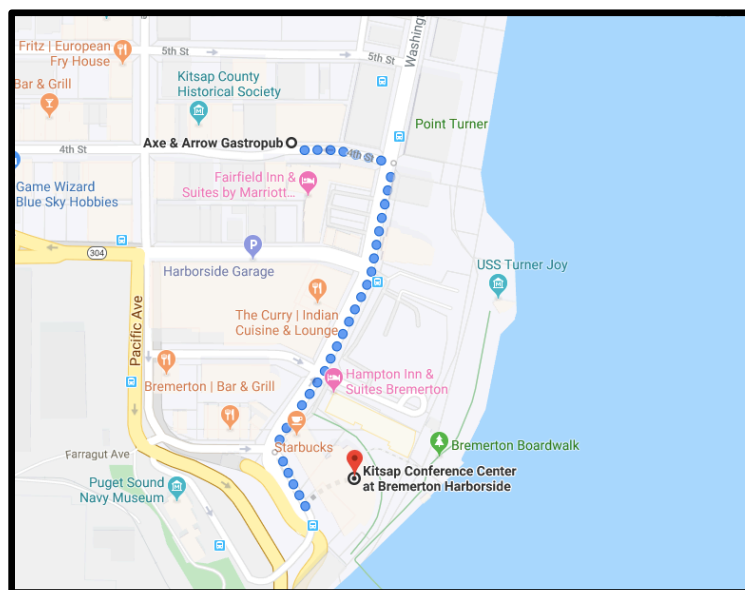 Fritz | European
Fry House
5th St
5th St
Washing
Bar & Grill
Kitsap County
Historical Society
Point Turner
Axe & Arrow Gastropub
4th St
4th St
Game Wizard
Blue Sky Hobbies
Fairfield Inn &
Suites by Marriott...
304
P
Harborside Garage
USS Turner Joy
Pacific Ave
The Curry | Indian
Cuisine & Lounge
Hampton Inn &
Suites Bremerton
Bremerton | Bar & Grill
Starbucks
Bremerton Boardwalk
Farragut Ave
Kitsap Conference Center
at Bremerton Harborside
Puget Sound
Navy Museum